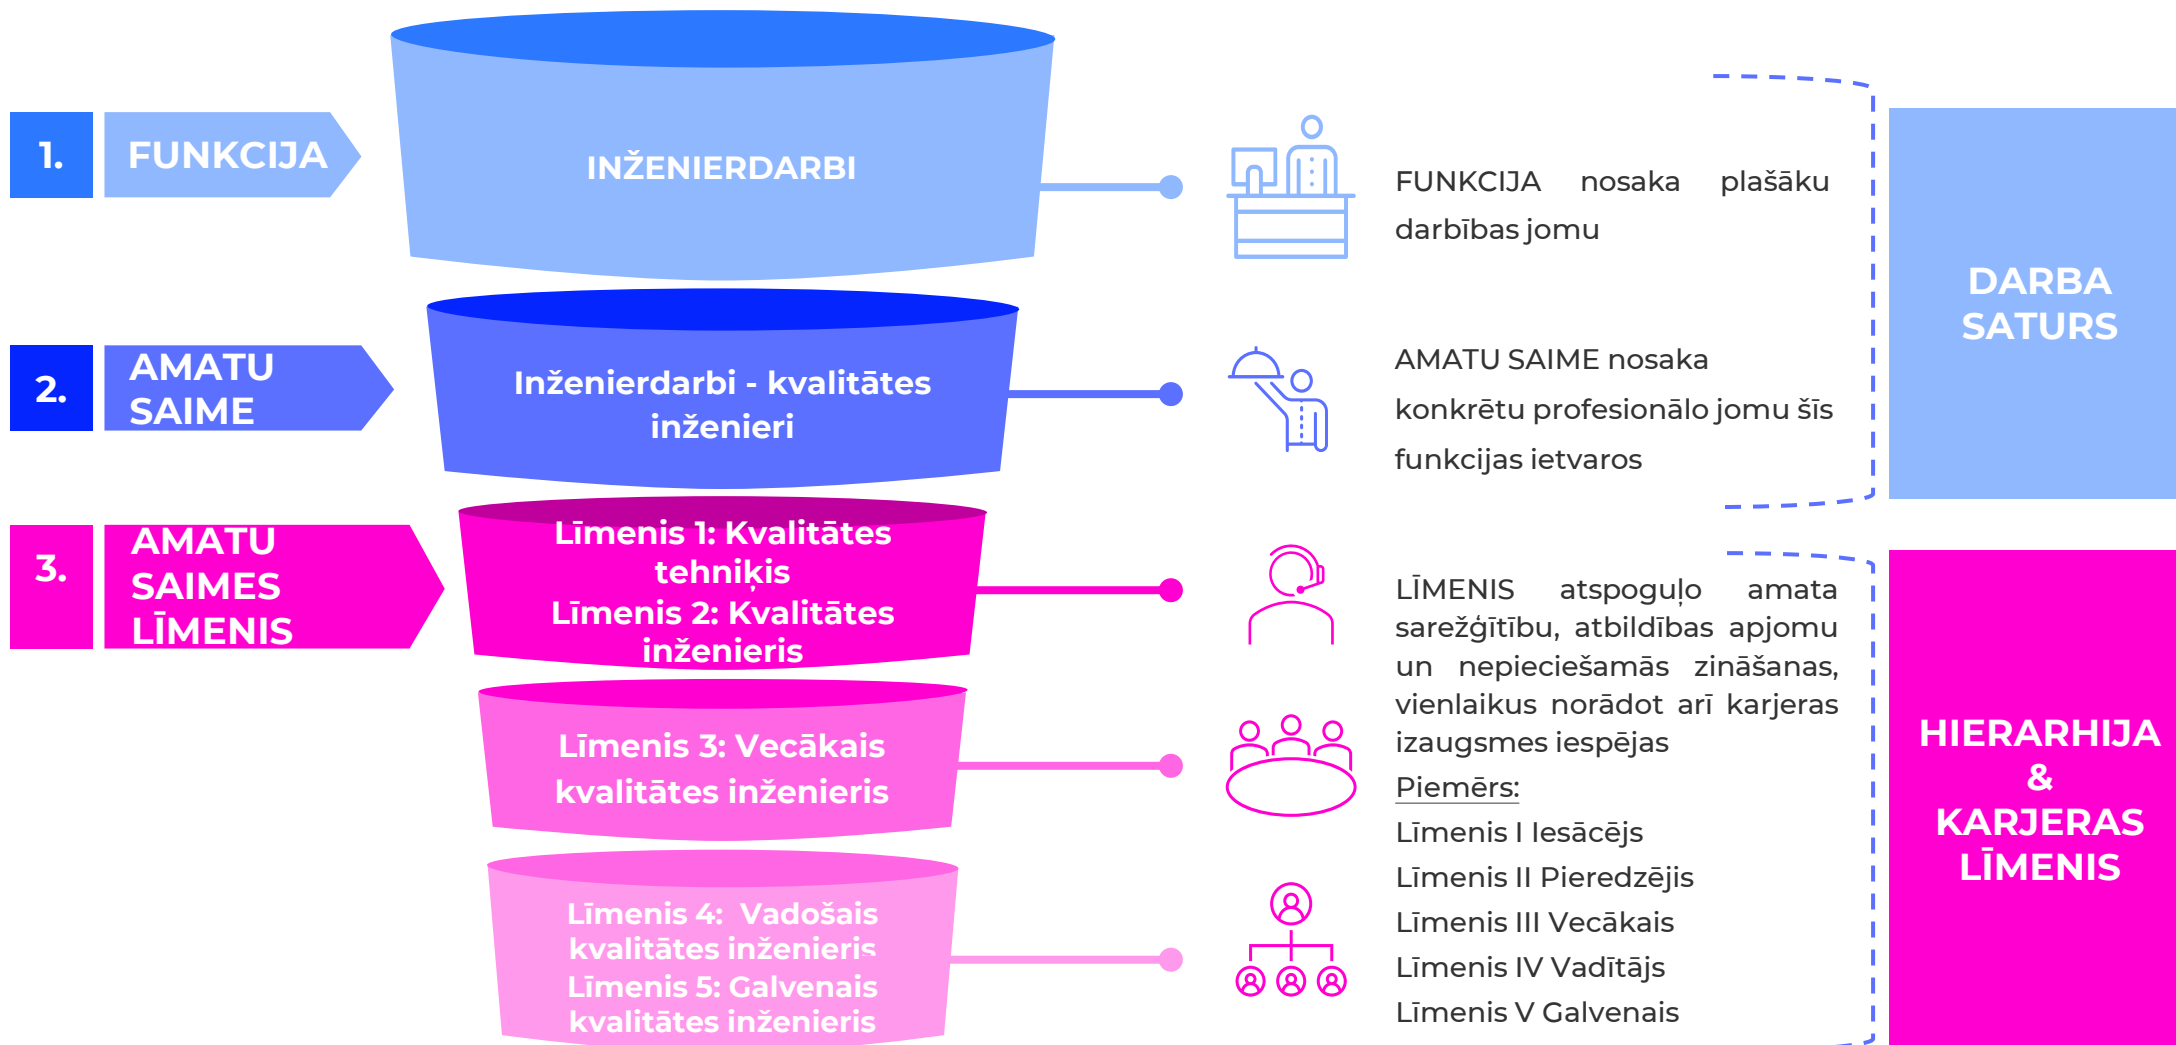 1.
FUNKCIJA
INŽENIERDARBI
FUNKCIJA nosaka plašāku
darbības jomu
2.
AMATU
SAIME
Inženierdarbi - kvalitātes
inženieri
AMATU SAIME nosaka
konkrētu profesionālo jomu šīs
funkcijas ietvaros
DARBA
SATURS
3.
AMATU
SAIMES
LĪMENIS
Līmenis 1: Kvalitātes
tehniķis
Līmenis 2: Kvalitātes
inženieris
Līmenis 3: Vecākais
kvalitātes inženieris
Līmenis 4: Vadošais
kvalitātes inženieris
Līmenis 5: Galvenais
kvalitātes inženieris
LĪMENIS atspoguļo amata
sarežģītību, atbildības apjomu
un nepieciešamās zināšanas,
vienlaikus norādot arī karjeras
izaugsmes iespējas
Piemērs:
Līmenis I Iesācējs
Līmenis II Pieredzējis
Līmenis III Vecākais
Līmenis IV Vadītājs
Līmenis V Galvenais
HIERARHIJA
&
KARJERAS
LĪMENIS